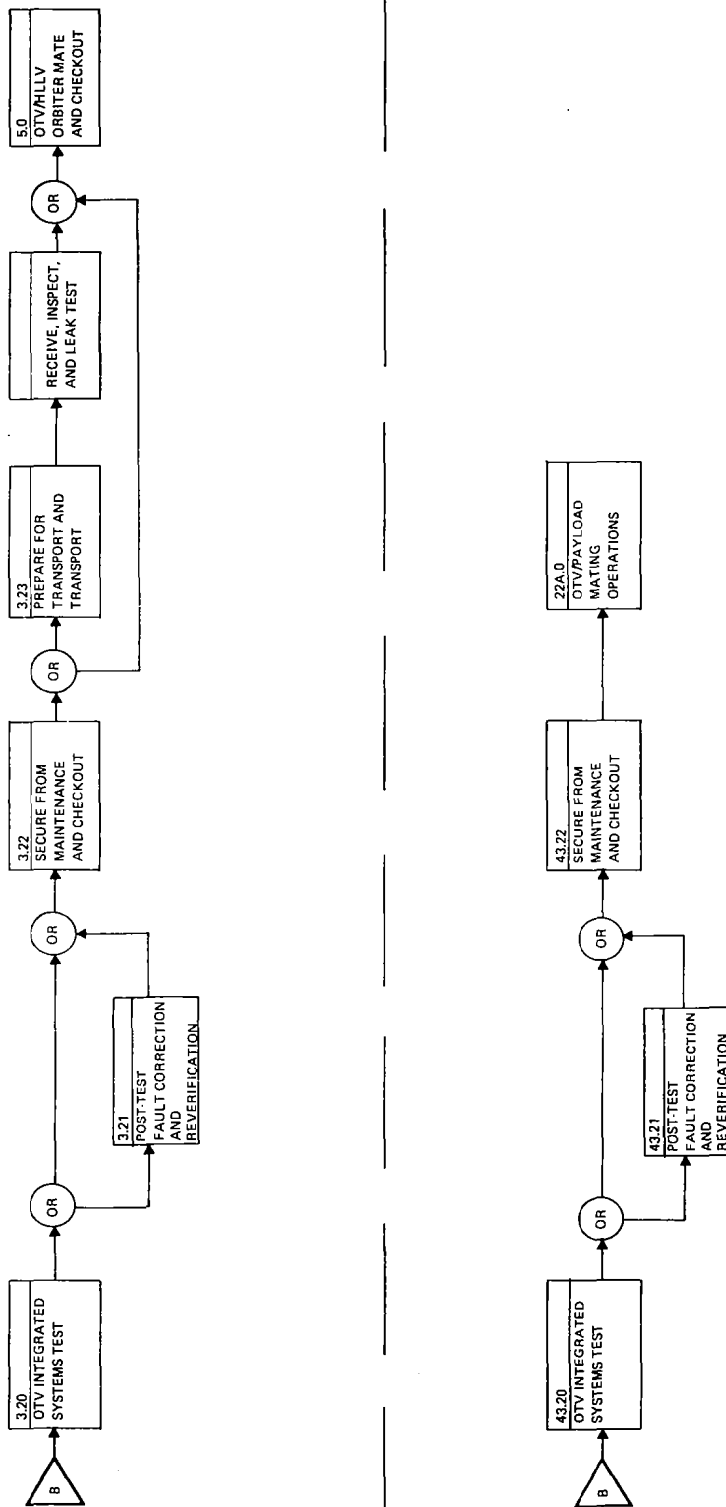 B
3.20
OTV INTEGRATED
SYSTEMS TEST
OR
3.21
POST-TEST
FAULT CORRECTION
AND
REVERIFICATION
OR
3.22
SECURE FROM
MAINTENANCE
AND CHECKOUT
OR
3.23
PREPARE FOR
TRANSPORT AND
TRANSPORT
RECEIVE, INSPECT,
AND LEAK TEST
OR
5.0
OTV/HLLV
ORBITER MATE
AND CHECKOUT
B
43.20
OTV INTEGRATED
SYSTEMS TEST
OR
43.21
POST-TEST
FAULT CORRECTION
AND
REVERIFICATION
OR
43.22
SECURE FROM
MAINTENANCE
AND CHECKOUT
22A.0
OTV/PAYLOAD
MATING
OPERATIONS